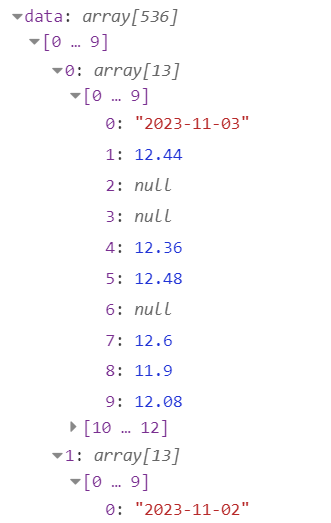 data: array[536]
[0 … 9]
0: array[13]
[0 … 9]
0: "2023-11-03"
1: 12.44
2: null
3: null
4: 12.36
5: 12.48
6: null
7: 12.6
8: 11.9
9: 12.08
[10 … 12]
1: array[13]
[0 … 9]
0: "2023-11-02"